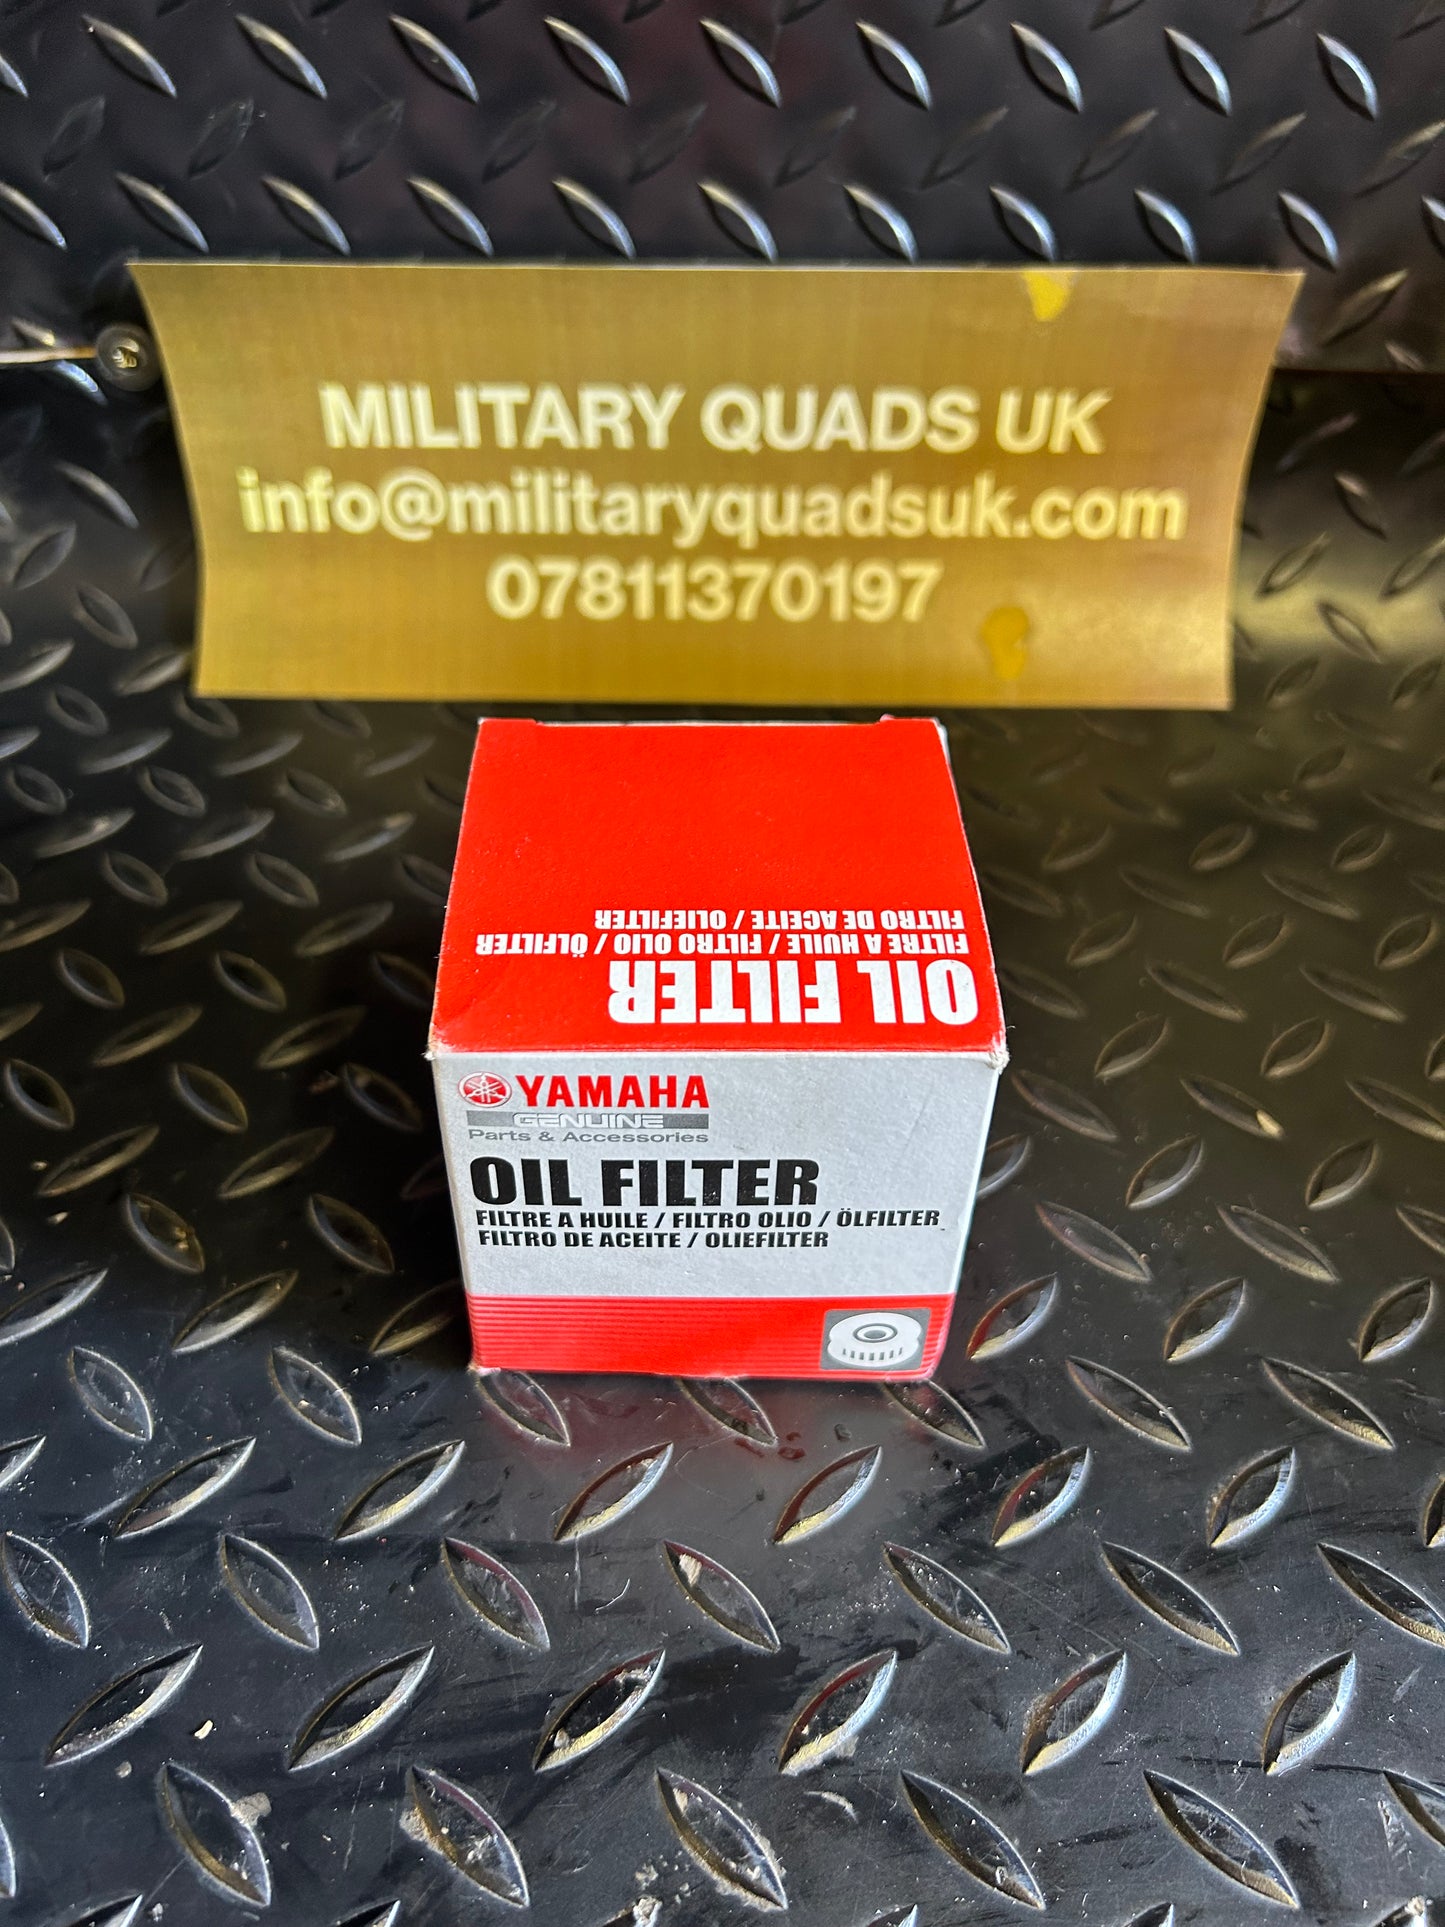 MILITARY QUADS UK
info@militaryquadsuk.com
07811370197
OIL FILTER
FILTRE A HUILE / FILTRO OLIO / ÖLFILTER
FILTRO DE ACEITE / OLIEFILTER
YAMAHA
GENUINE
Parts & Accessories
OIL FILTER
FILTRE A HUILE / FILTRO OLIO / ÖLFILTER
FILTRO DE ACEITE / OLIEFILTER